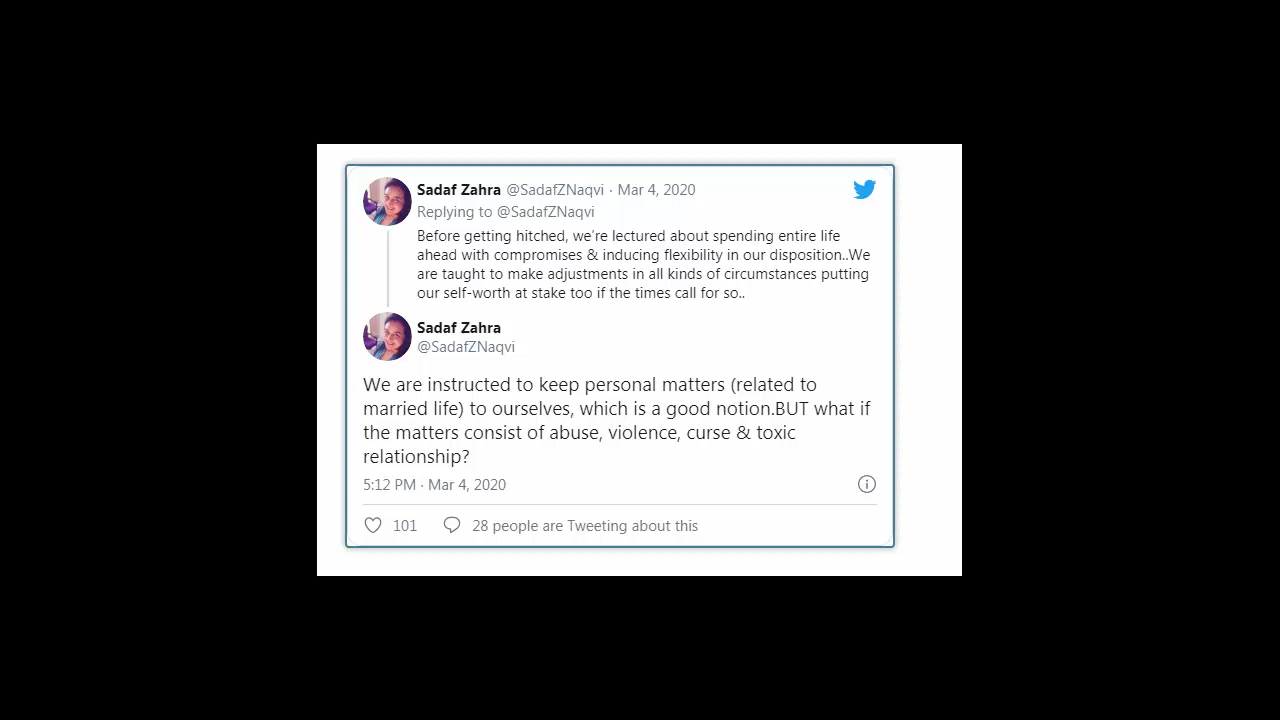 Sadaf Zahra @SadafZNaqvi · Mar 4, 2020
Replying to @SadafZNaqvi
Before getting hitched, we're lectured about spending entire life
ahead with compromises & inducing flexibility in our disposition..We
are taught to make adjustments in all kinds of circumstances putting
our self-worth at stake too if the times call for so..
Sadaf Zahra
@SadafZNaqvi
We are instructed to keep personal matters (related to
married life) to ourselves, which is a good notion.BUT what if
the matters consist of abuse, violence, curse & toxic
relationship?
5:12 PM · Mar 4, 2020
101 28 people are Tweeting about this